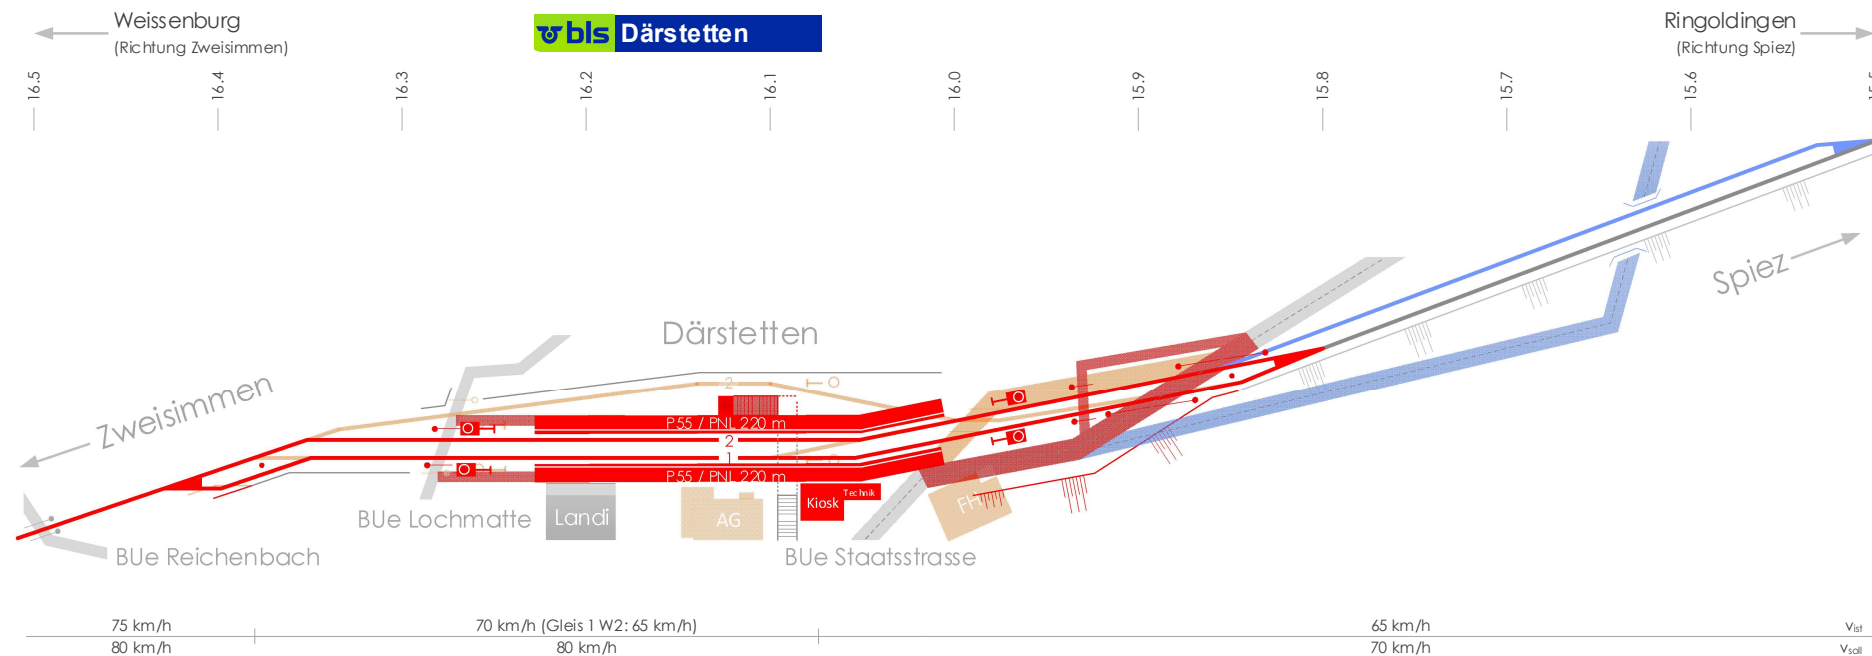 Weissenburg
(Richtung Zweisimmen)
bls Därstetten
Ringoldingen
(Richtung Spiez)
16.5
16.4
16.3
16.2
16.1
16.0
15.9
15.8
15.7
15.6
Spiez
Därstetten
Zweisimmen
2
P55 / PNL 220 m
2
1
P55 / PNL 220 m
Landi
AG
Kiosk
Technik
FH
BUe Lochmatte
BUe Reichenbach
BUe Staatsstrasse
75 km/h
70 km/h (Gleis 1 W2: 65 km/h)
65 km/h
vist
80 km/h
80 km/h
70 km/h
vsoll